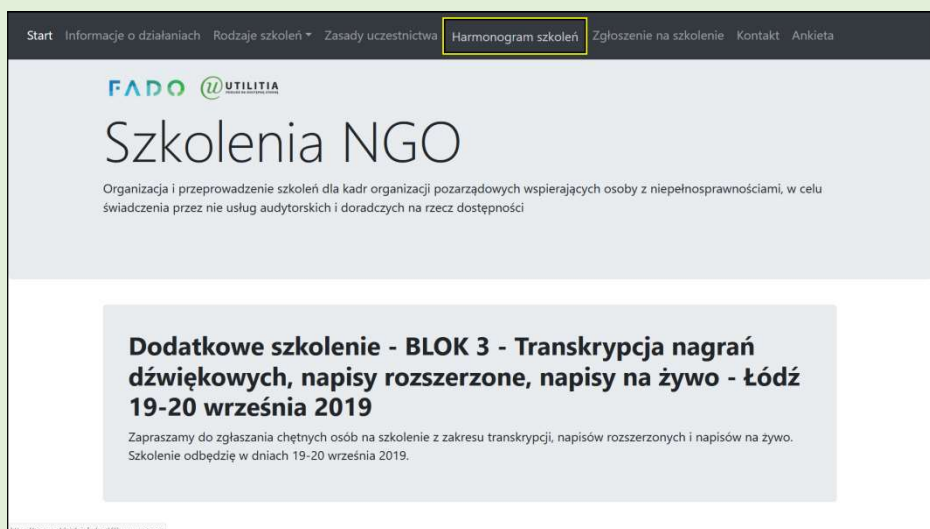 Start Informacje o działaniach Rodzaje szkoleń Zasady uczestnictwa Harmonogram szkoleń Zgłoszenie na szkolenie Kontakt Ankieta
FADO UTILITIA
Szkolenia NGO
Organizacja i przeprowadzenie szkoleń dla kadr organizacji pozarządowych wspierających osoby z niepełnosprawnościami, w celu
świadczenia przez nie usług audytorskich i doradczych na rzecz dostępności
Dodatkowe szkolenie - BLOK 3 - Transkrypcja nagrań
dźwiękowych, napisy rozszerzone, napisy na żywo - Łódź
19-20 września 2019
Zapraszamy do zgłaszania chętnych osób na szkolenie z zakresu transkrypcji, napisów rozszerzonych i napisów na żywo.
Szkolenie odbędzię w dniach 19-20 września 2019.